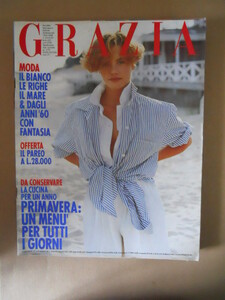 GRAZIA
MODA
IL BIANCO
LE RIGHE
IL MARE
& DAGLI
ANNI '60
CON
FANTASIA
OFFERTA
IL PAREO
A L. 28.000
DA CONSERVARE
LA CUCINA
PER UN ANNO
PRIMAVERA:
UN MENU'
PER TUTTI
I GIORNI